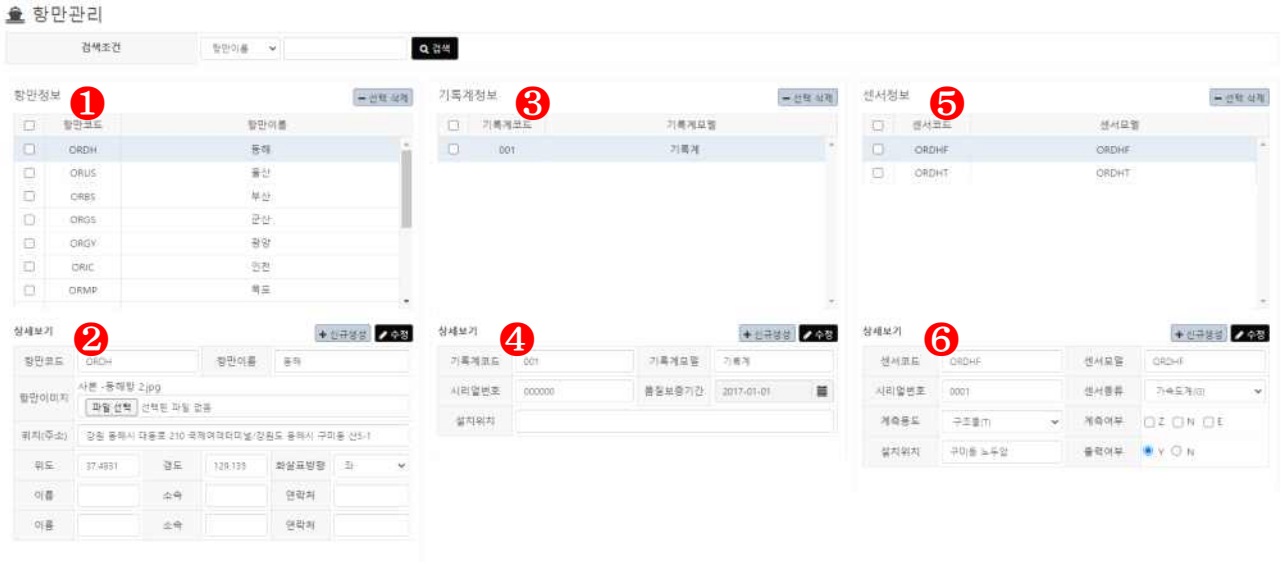 항만관리
검색조건 항만이름 검색
항만정보 1 선택 삭제
항만코드 항만이름
ORDH 동해
ORUS 울산
ORBS 부산
ORGS 군산
ORGY 광양
ORIC 인천
ORMP 목포
상세보기 2 신규생성 수정
항만코드 ORDH 항만이름 동해
항만이미지 사본 -동해항 2.jpg
파일 선택 선택된 파일 없음
위치(주소) 강원 동해시 대동로 210 국제여객터미널/강원도 동해시 구미동 산5-1
위도 37.4931 경도 129.135 화살표방향 좌
이름 소속 연락처
이름 소속 연락처
기록계정보 3 선택 삭제
기록계코드 기록계모델
001 기록계
상세보기 4 신규생성 수정
기록계코드 001 기록계모델 기록계
시리얼번호 000000 품질보증기간 2017-01-01
설치위치
센서정보 5 선택 삭제
센서코드 센서모델
ORDHF ORDHF
ORDHT ORDHT
상세보기 6 신규생성 수정
센서코드 ORDHF 센서모델 ORDHF
시리얼번호 0001 센서종류 가속도계(G)
계측용도 구조물(T) 계측여부 Z N E
설치위치 구미동 노두암 출력여부 Y N